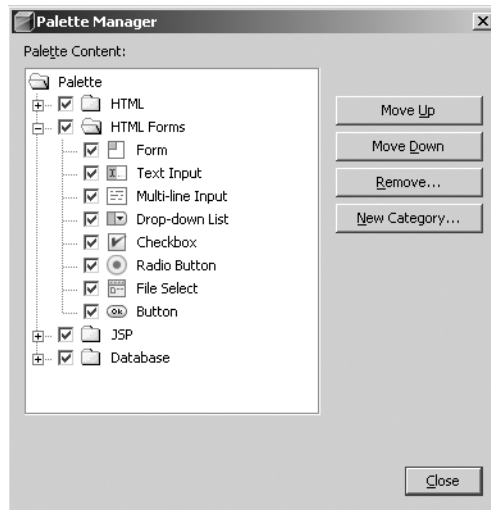 Palette Manager
Palette Content:
Palette
HTML
HTML Forms
Form
Text Input
Multi-line Input
Drop-down List
Checkbox
Radio Button
File Select
Button
JSP
Database
Move Up
Move Down
Remove...
New Category...
Close